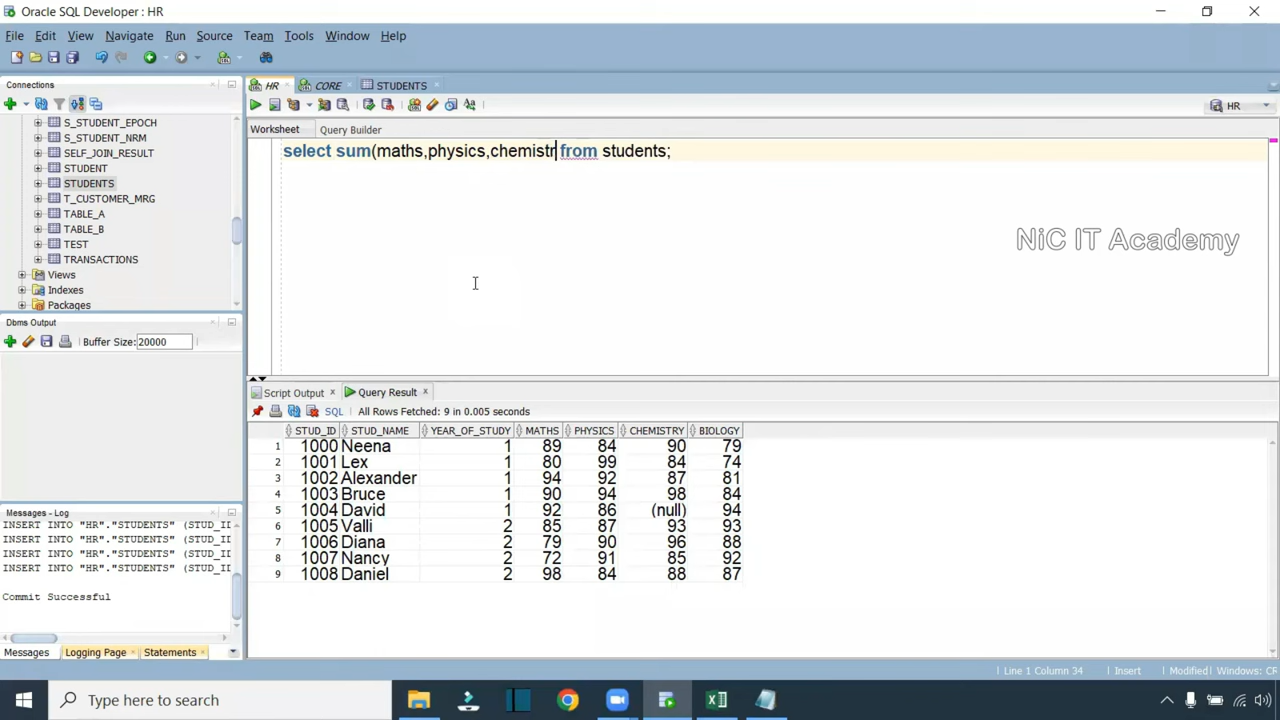 Oracle SQL Developer : HR
File Edit View Navigate Run Source Team Tools Window Help
Connections
S_STUDENT_EPOCH
S_STUDENT_NRM
SELF_JOIN_RESULT
STUDENT
STUDENTS
T_CUSTOMER_MRG
TABLE_A
TABLE_B
TEST
TRANSACTIONS
Views
Indexes
Packages
HR CORE STUDENTS
HR
Worksheet Query Builder
select sum(maths,physics,chemistr from students;
NiC IT Academy
Dbms Output
Buffer Size: 20000
Script Output Query Result
SQL All Rows Fetched: 9 in 0.005 seconds
STUD_ID STUD_NAME YEAR_OF_STUDY MATHS PHYSICS CHEMISTRY BIOLOGY
1 1000 Neena 1 89 84 90 79
2 1001 Lex 1 80 99 84 74
3 1002 Alexander 1 94 92 87 81
4 1003 Bruce 1 90 94 98 84
5 1004 David 1 92 86 (null) 94
6 1005 Valli 2 85 87 93 93
7 1006 Diana 2 79 90 96 88
8 1007 Nancy 2 72 91 85 92
9 1008 Daniel 2 98 84 88 87
Messages - Log
INSERT INTO "HR"."STUDENTS" (STUD_ID
INSERT INTO "HR"."STUDENTS" (STUD_ID
INSERT INTO "HR"."STUDENTS" (STUD_ID
INSERT INTO "HR"."STUDENTS" (STUD_ID
Commit Successful
Messages Logging Page Statements
Line 1 Column 34 Insert Modified Windows: CR
Type here to search